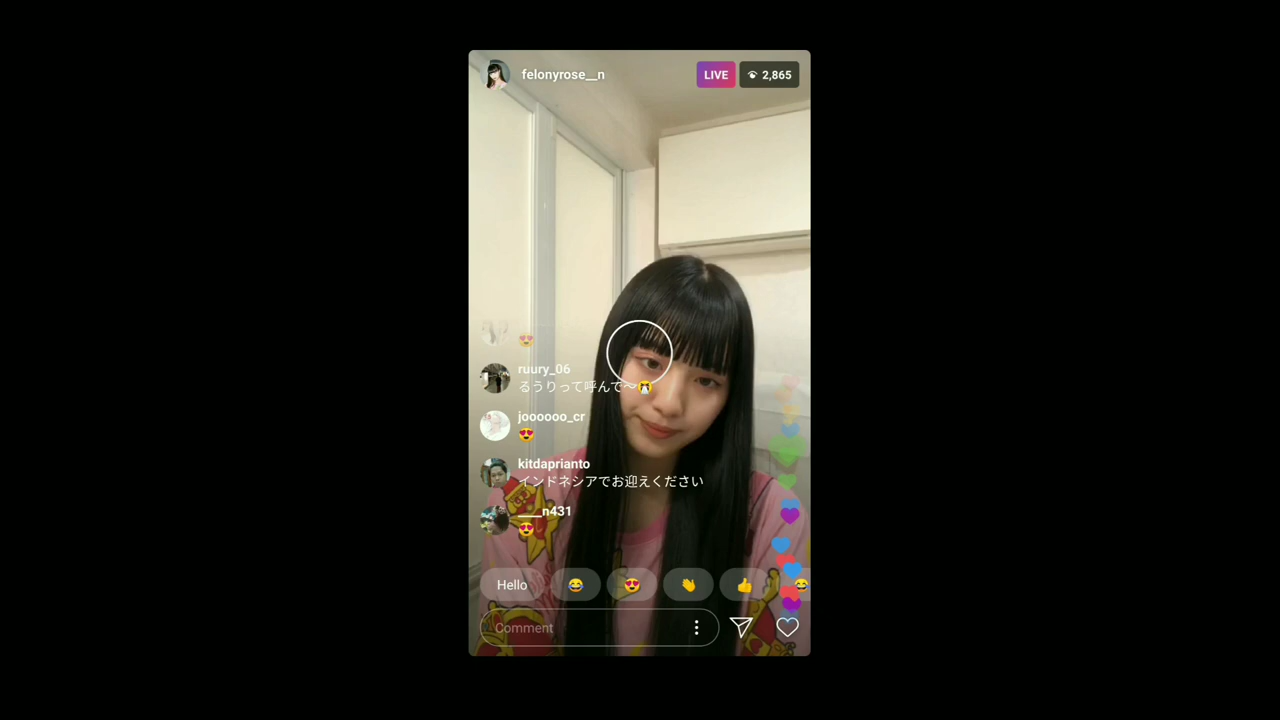 felonyrose__n
LIVE
2,865
ruury_06
るうりって呼んで〜😭
joooooo_cr
😍
kitdaprianto
インドネシアでお迎えください
____n431
😍
Hello
Comment